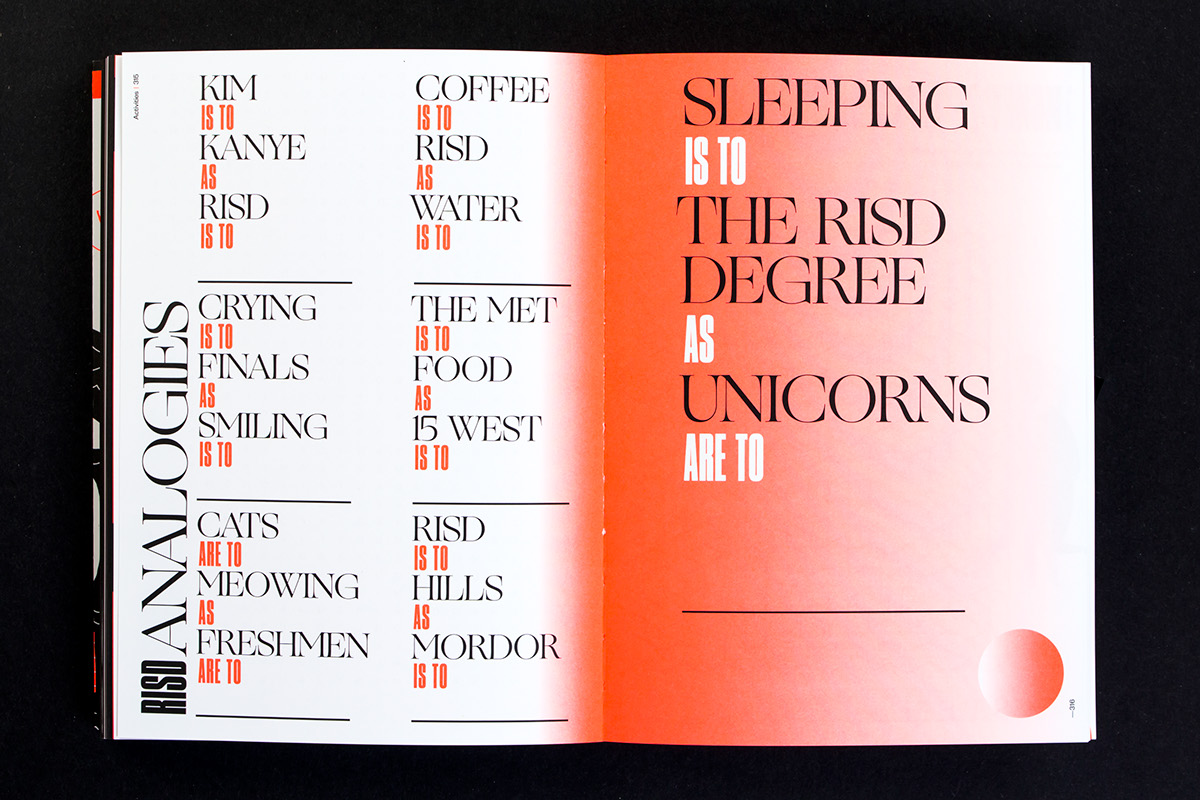 Activities | 315
RISD ANALOGIES
KIM
IS TO
KANYE
AS
RISD
IS TO
CRYING
IS TO
FINALS
AS
SMILING
IS TO
CATS
ARE TO
MEOWING
AS
FRESHMEN
ARE TO
COFFEE
IS TO
RISD
AS
WATER
IS TO
THE MET
IS TO
FOOD
AS
15 WEST
IS TO
RISD
IS TO
HILLS
AS
MORDOR
IS TO
SLEEPING
IS TO
THE RISD
DEGREE
AS
UNICORNS
ARE TO
—316